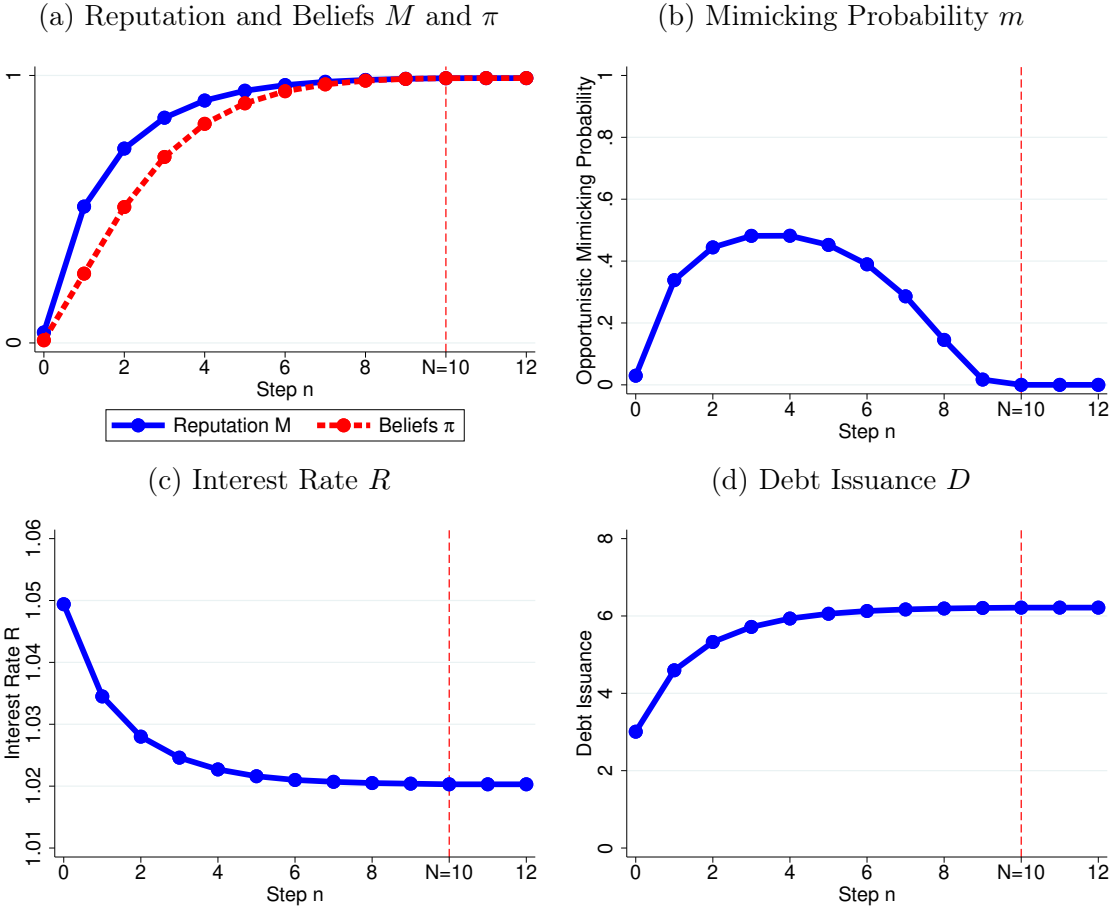 (a) Reputation and Beliefs M and π
1
0
0 2 4 6 8 N=10 12
Step n
Reputation M Beliefs π
(b) Mimicking Probability m
Opportunistic Mimicking Probability
1
.8
.6
.4
.2
0
0 2 4 6 8 N=10 12
Step n
(c) Interest Rate R
Interest Rate R
1.06
1.05
1.04
1.03
1.02
1.01
0 2 4 6 8 N=10 12
Step n
(d) Debt Issuance D
Debt Issuance
8
6
4
2
0
0 2 4 6 8 N=10 12
Step n